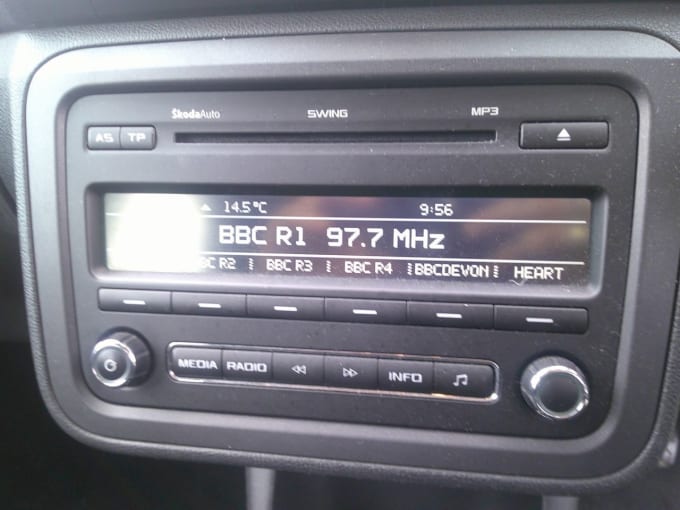 ŠkodaAuto SWING MP3
AS TP
14.5°C 9:56
BBC R1 97.7 MHz
BBC R2 BBC R3 BBC R4 BBCDEVON HEART
MEDIA RADIO INFO